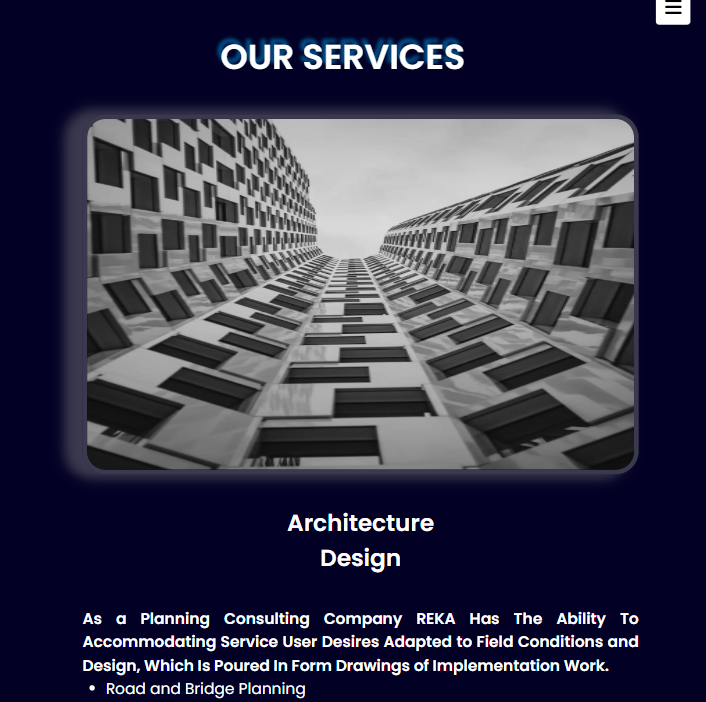 OUR SERVICES
Architecture
Design
As a Planning Consulting Company REKA Has The Ability To
Accommodating Service User Desires Adapted to Field Conditions and
Design, Which Is Poured In Form Drawings of Implementation Work.
• Road and Bridge Planning